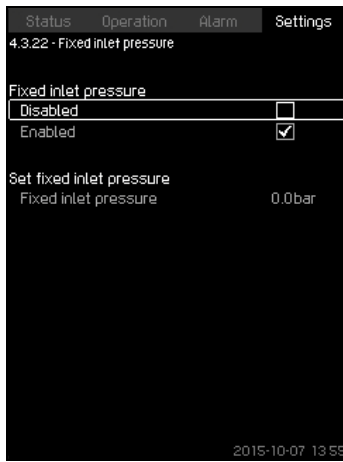 Status Operation Alarm Settings
4.3.22 - Fixed inlet pressure
Fixed inlet pressure
Disabled
Enabled
Set fixed inlet pressure
Fixed inlet pressure 0.0bar
2015-10-07 13:55